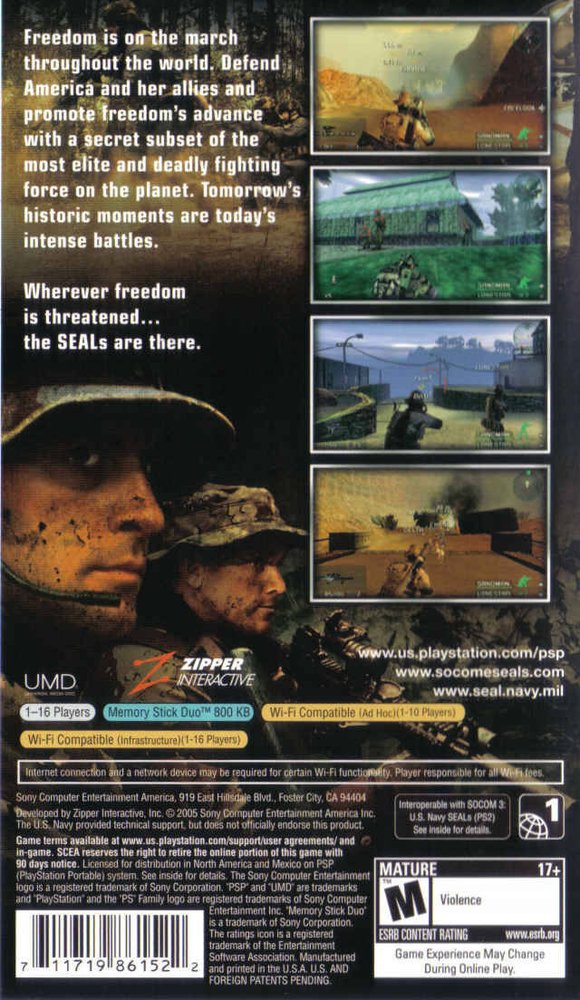 Freedom is on the march
throughout the world. Defend
America and her allies and
promote freedom's advance
with a secret subset of the
most elite and deadly fighting
force on the planet. Tomorrow's
historic moments are today's
intense battles.
Wherever freedom
is threatened...
the SEALs are there.
SANDMAN
LONESTAR
SANDMAN
LONESTAR
SANDMAN
LONESTAR
www.us.playstation.com/psp
www.socomeseals.com
www.seal.navy.mil
UMD
UNIVERSAL MEDIA DISC
ZIPPER
INTERACTIVE
1-16 Players
Memory Stick Duo™ 800 KB
Wi-Fi Compatible (Ad Hoc)(1-10 Players)
Wi-Fi Compatible (Infrastructure)(1-16 Players)
Internet connection and a network device may be required for certain Wi-Fi functionality. Player responsible for all Wi-Fi fees.
Sony Computer Entertainment America, 919 East Hillsdale Blvd., Foster City, CA 94404
Developed by Zipper Interactive, Inc. © 2005 Sony Computer Entertainment America Inc.
The U.S. Navy provided technical support, but does not officially endorse this product.
Game terms available at www.us.playstation.com/support/user agreements/ and
in-game. SCEA reserves the right to retire the online portion of this game with
90 days notice. Licensed for distribution in North America and Mexico on PSP
(PlayStation Portable) system. See inside for details. The Sony Computer Entertainment
logo is a registered trademark of Sony Corporation. "PSP" and "UMD" are trademarks
and "PlayStation" and the "PS" Family logo are registered trademarks of Sony Computer
Entertainment Inc. "Memory Stick Duo"
is a trademark of Sony Corporation.
The ratings icon is a registered
trademark of the Entertainment
Software Association. Manufactured
and printed in the U.S.A. U.S. AND
FOREIGN PATENTS PENDING.
Interoperable with SOCOM 3:
U.S. Navy SEALs (PS2)
See inside for details.
1
MATURE 17+
M
TM
Violence
ESRB CONTENT RATING www.esrb.org
Game Experience May Change
During Online Play.
7 11719 86152 2